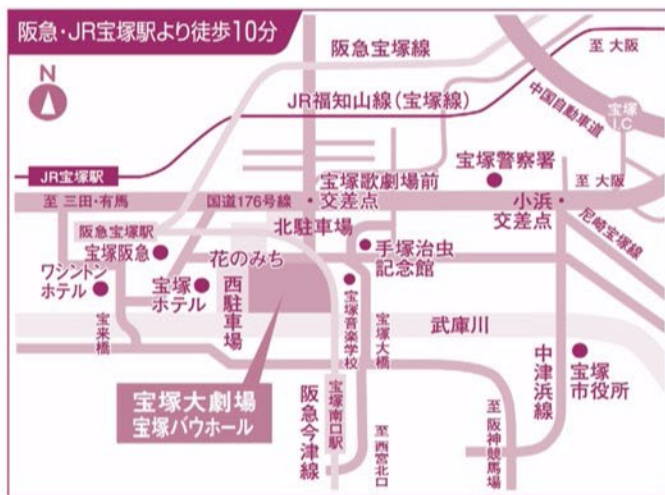 阪急・JR宝塚駅より徒歩10分
N
阪急宝塚線
至 大阪
JR福知山線(宝塚線)
中国自動車道
宝塚
I.C
JR宝塚駅
宝塚警察署
宝塚歌劇場前
交差点
至 大阪
至 三田・有馬
国道176号線
小浜
交差点
尼崎宝塚線
阪急宝塚駅
北駐車場
宝塚阪急
花のみち
手塚治虫
記念館
ワシントン
ホテル
宝塚
ホテル
西駐車場
宝塚音楽学校
宝来橋
宝塚大橋
武庫川
中津浜線
宝塚
市役所
宝塚大劇場
宝塚バウホール
阪急今津線
宝塚南口駅
至 西宮北口
至 阪神競馬場